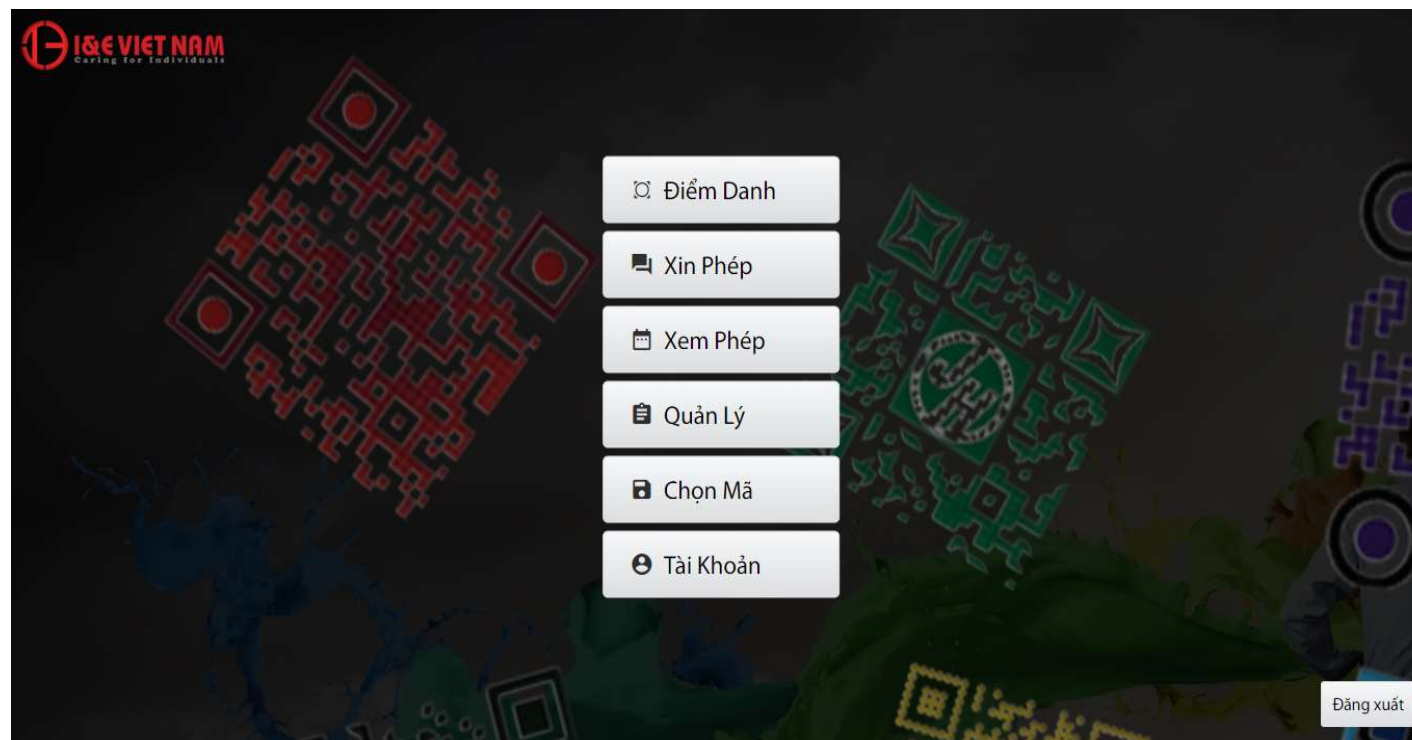 I&E VIET NAM
Caring for Individuals
Điểm Danh
Xin Phép
Xem Phép
Quản Lý
Chọn Mã
Tài Khoản
Đăng xuất